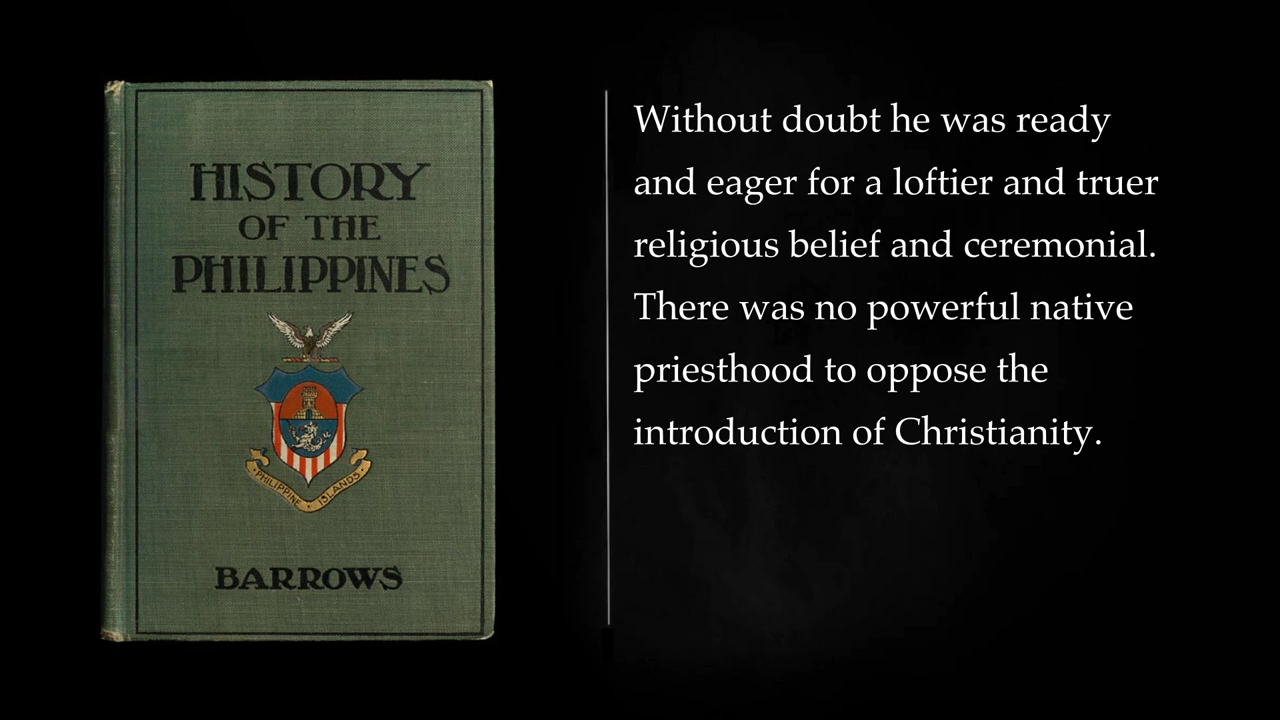 HISTORY
OF THE
PHILIPPINES
PHILIPPINE ISLANDS
BARROWS
Without doubt he was ready
and eager for a loftier and truer
religious belief and ceremonial.
There was no powerful native
priesthood to oppose the
introduction of Christianity.